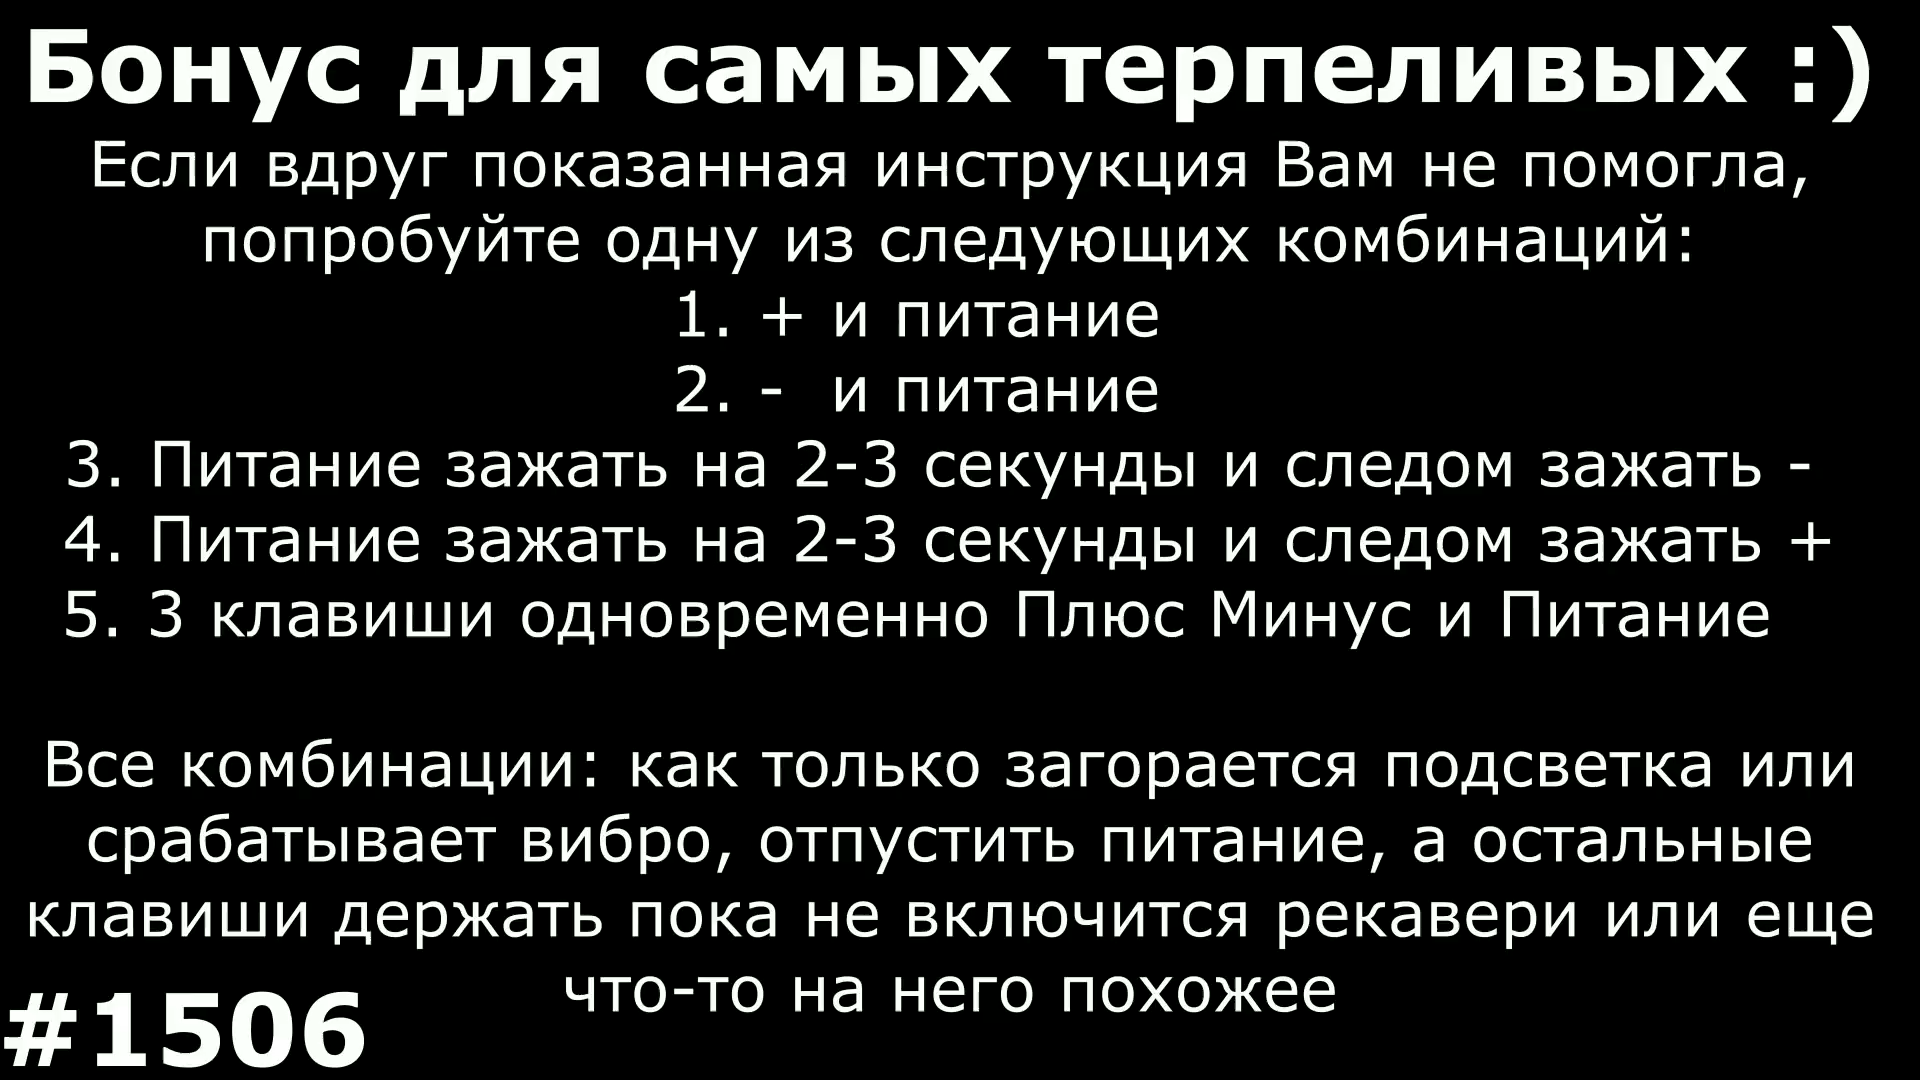 Бонус для самых терпеливых :)
Если вдруг показанная инструкция Вам не помогла,
попробуйте одну из следующих комбинаций:
1. + и питание
2. - и питание
3. Питание зажать на 2-3 секунды и следом зажать -
4. Питание зажать на 2-3 секунды и следом зажать +
5. 3 клавиши одновременно Плюс Минус и Питание
Все комбинации: как только загорается подсветка или
срабатывает вибро, отпустить питание, а остальные
клавиши держать пока не включится рекавери или еще
что-то на него похожее
#1506